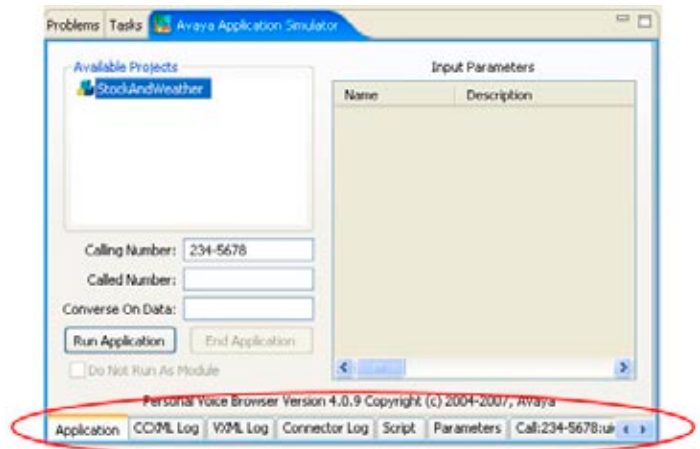 Problems Tasks Avaya Application Simulator
Available Projects
StockAndWeather
Input Parameters
Name Description
Calling Number: 234-5678
Called Number:
Converse On Data:
Run Application End Application
Do Not Run As Module
Personal Voice Browser Version 4.0.9 Copyright (c) 2004-2007, Avaya
Application CCXML Log VXML Log Connector Log Script Parameters Call:234-5678: